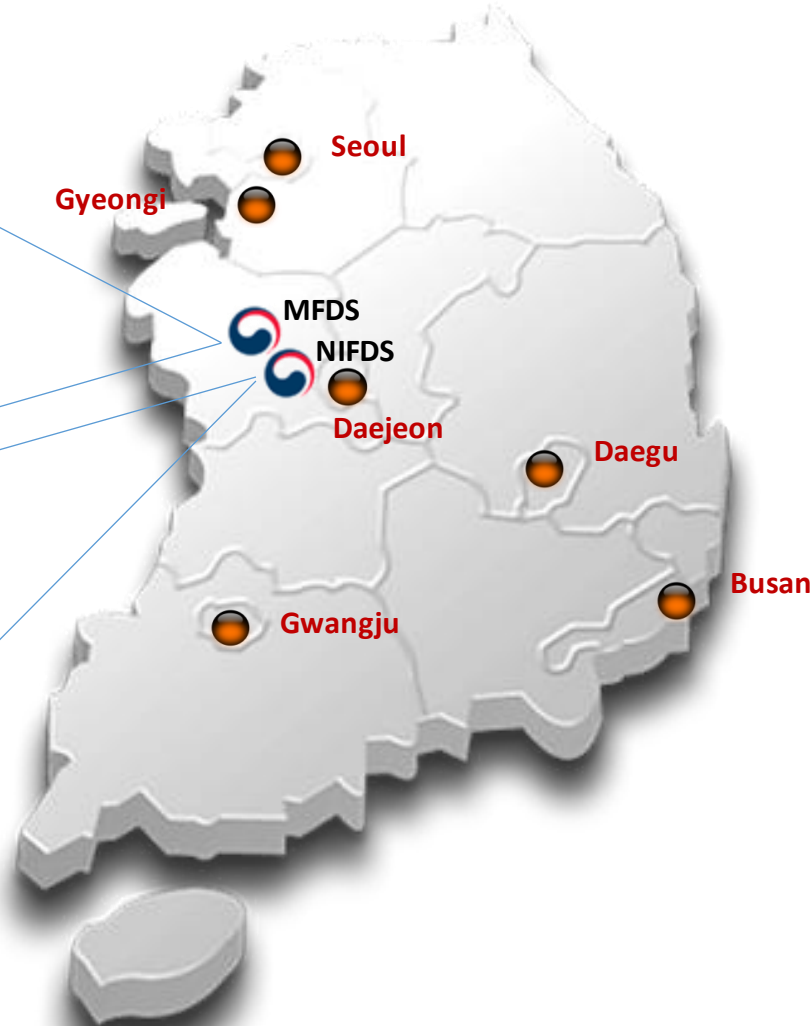 Seoul
Gyeongi
MFDS
NIFDS
Daejeon
Daegu
Busan
Gwangju